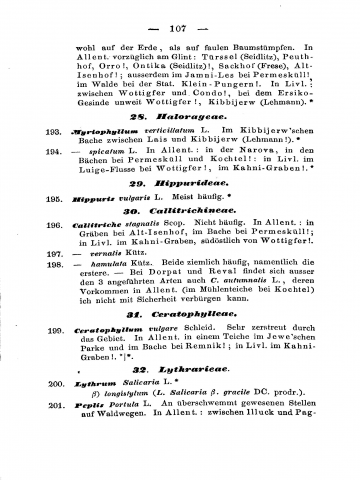 — 107 —
wohl auf der Erde, als auf faulen Baumstümpfen. In
Allent. vorzüglich am Glint: Türssel (Seidlitz), Peuth-
hof, Orro!, Ontika (Seidlitz)!, Sackhof (Frese), Alt-
Isenhof!; ausserdem im Jamni-Les bei Permesküll!
im Walde bei der Stat. Klein-Pungern!. In Livl.:
zwischen Wottigfer und Condo!, bei dem Ersiko-
Gesinde unweit Wottigfer!, Kibbijerw (Lehmann). *
28. Halorageae.
193. Myriophyllum verticillatum L. Im Kibbijerw'schen
Bache zwischen Lais und Kibbijerw (Lehmann!). *
194. — spicatum L. In Allent.: in der Narova, in den
Bächen bei Permesküll und Kochtel!: in Livl. im
Luige-Flusse bei Wottigfer!, im Kahni-Graben!. *
29. Hippurideae.
195. Hippuris vulgaris L. Meist häufig. *
30. Callitrichineae.
196. Callitriche stagnalis Scop. Nicht häufig. In Allent.: in
Gräben bei Alt-Isenhof, im Bache bei Permesküll!;
in Livl. im Kahni-Graben, südöstlich von Wottigfer!.
197. — vernalis Kütz.
198. — hamulata Kütz. Beide ziemlich häufig, namentlich die
erstere. — Bei Dorpat und Reval findet sich ausser
den 3 angeführten Arten auch C. autumnalis L., deren
Vorkommen in Allent. (im Mühlenteiche bei Kochtel)
ich nicht mit Sicherheit verbürgen kann.
31. Ceratophylleae.
199. Ceratophyllum vulgare Schleid. Sehr zerstreut durch
das Gebiet. In Allent. in einem Teiche im Jewe'schen
Parke und im Bache bei Remnik!; in Livl. im Kahni-
Graben!. *|*.
32. Lythrarieae.
200. Lythrum Salicaria L. *
β) longistylum (L. Salicaria β. gracile DC. prodr.).
201. Peplis Portula L. An überschwemmt gewesenen Stellen
auf Waldwegen. In Allent.: zwischen Illuck und Pag-